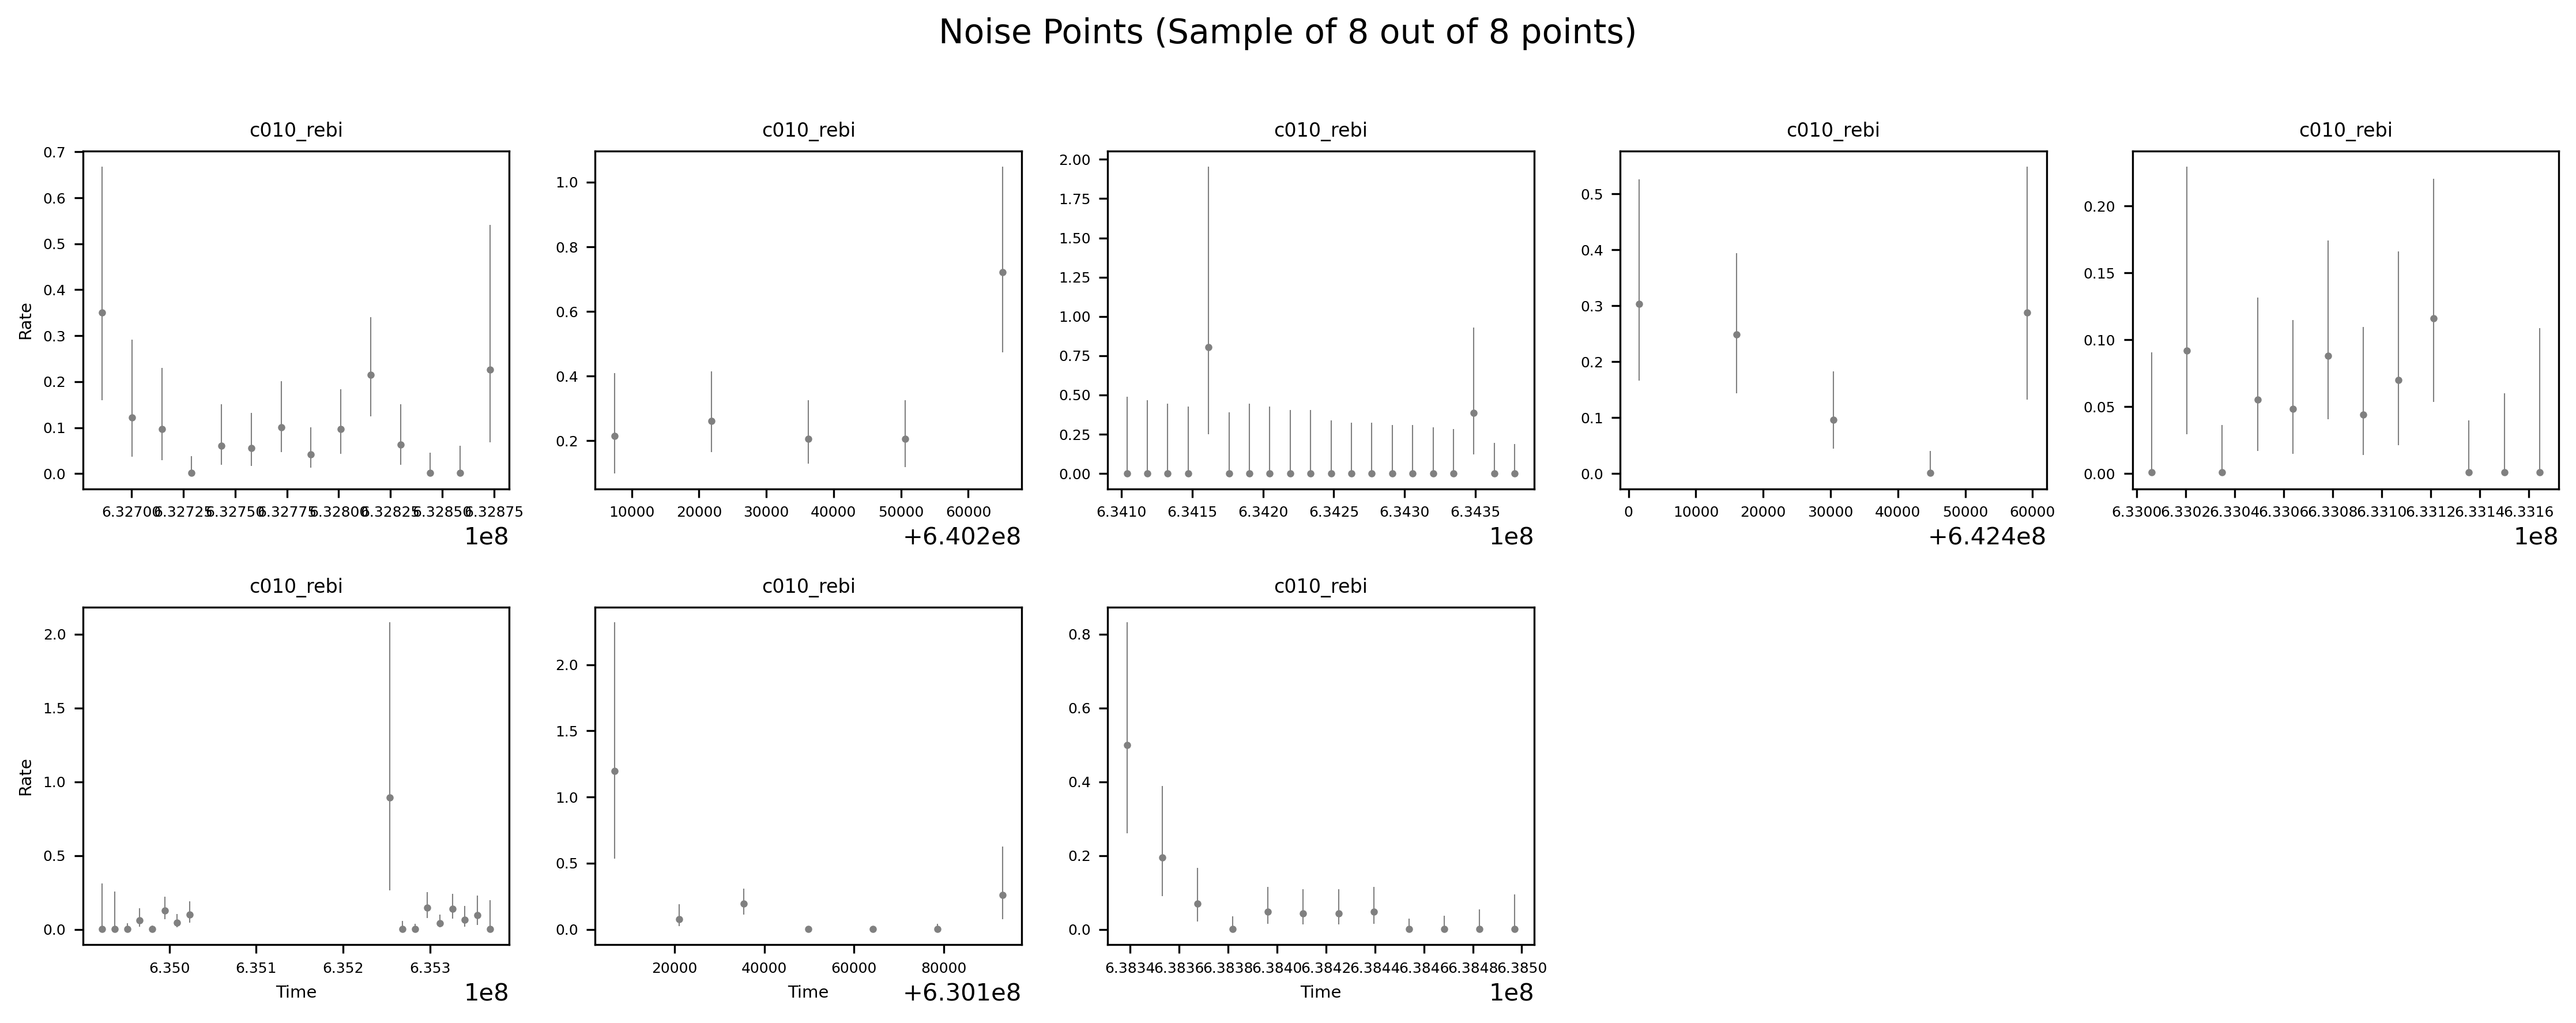 Noise Points (Sample of 8 out of 8 points)
c010_rebi c010_rebi c010_rebi c010_rebi c010_rebi
Rate
0.7 0.6 0.5 0.4 0.3 0.2 0.1 0.0
6.32700 6.32725 6.32750 6.32775 6.32800 6.32825 6.32850 6.32875
1e8
1.0 0.8 0.6 0.4 0.2
10000 20000 30000 40000 50000 60000
+6.402e8
2.00 1.75 1.50 1.25 1.00 0.75 0.50 0.25 0.00
6.3410 6.3415 6.3420 6.3425 6.3430 6.3435
1e8
0.5 0.4 0.3 0.2 0.1 0.0
0 10000 20000 30000 40000 50000 60000
+6.424e8
0.20 0.15 0.10 0.05 0.00
6.3300 6.3302 6.3304 6.3306 6.3308 6.3310 6.3312 6.3314 6.3316
1e8
c010_rebi c010_rebi c010_rebi
Rate
2.0 1.5 1.0 0.5 0.0
6.350 6.351 6.352 6.353
Time
1e8
2.0 1.5 1.0 0.5 0.0
20000 40000 60000 80000
Time
+6.301e8
0.8 0.6 0.4 0.2 0.0
6.3834 6.3836 6.3838 6.3840 6.3842 6.3844 6.3846 6.3848 6.3850
Time
1e8